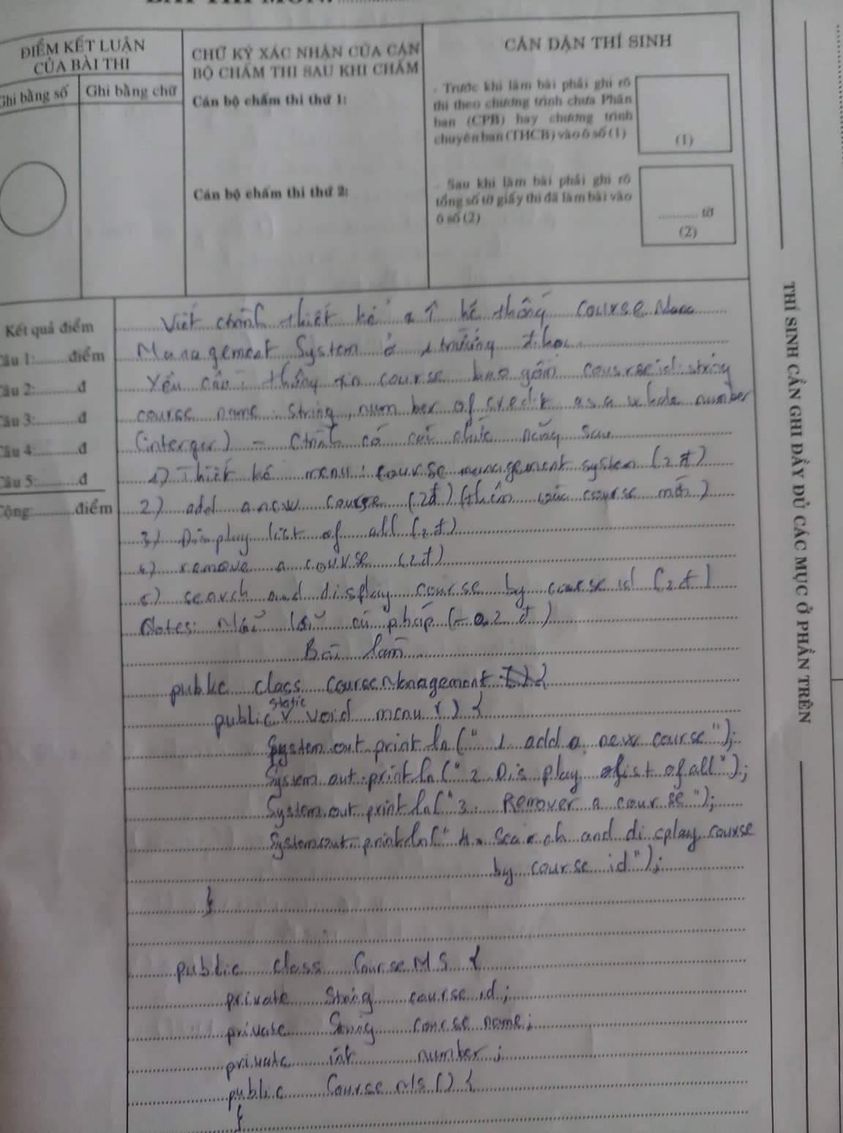 ĐIỂM KẾT LUẬN
CỦA BÀI THI
Ghi bằng số Ghi bằng chữ
CHỮ KÝ XÁC NHẬN CỦA CÁN
BỘ CHẤM THI SAU KHI CHẤM
Cán bộ chấm thi thứ 1:
Cán bộ chấm thi thứ 2:
CĂN DẶN THÍ SINH
. Trước khi làm bài phải ghi rõ
thi theo chương trình chưa Phân
ban (CPB) hay chương trình
chuyên ban (THCB) vào ô số (1)
(1)
. Sau khi làm bài phải ghi rõ
tổng số tờ giấy thi đã làm bài vào
ô số (2)
.......... tờ
(2)
THÍ SINH CẦN GHI ĐẦY ĐỦ CÁC MỤC Ở PHẦN TRÊN
Kết quả điểm
Câu 1:.........điểm
Câu 2:.........đ
Câu 3:.........đ
Câu 4:.........đ
Câu 5:.........đ
Cộng:.........điểm
Viết ctrình thiết kế 1 hệ thống course
Management System ở 1 trường
Yêu cầu: thông tin course bao gồm string
course name: string, number of credit as a whole number
(interger) - Ctrình có các chức năng sau
1) Thiết kế menu: course management system (2đ)
2) add a new course (2đ) (thêm course mới)
3) Display list of all (2đ)
4) remove a course (2đ)
5) search and display course by course id (2đ)
Notes: Mỗi lỗi cú pháp (- 0.2 đ)
Bài làm
public class CourseManagement {
public static void menu () {
System.out.println(" 1. add a new course");
System.out.println(" 2. Display list of all");
System.out.println(" 3. Remover a course");
System.out.println(" 4. Search and display course
by course id");
}
public class CourseMS {
private String course id;
private String course name;
private int number;
public CourseMS () {
}